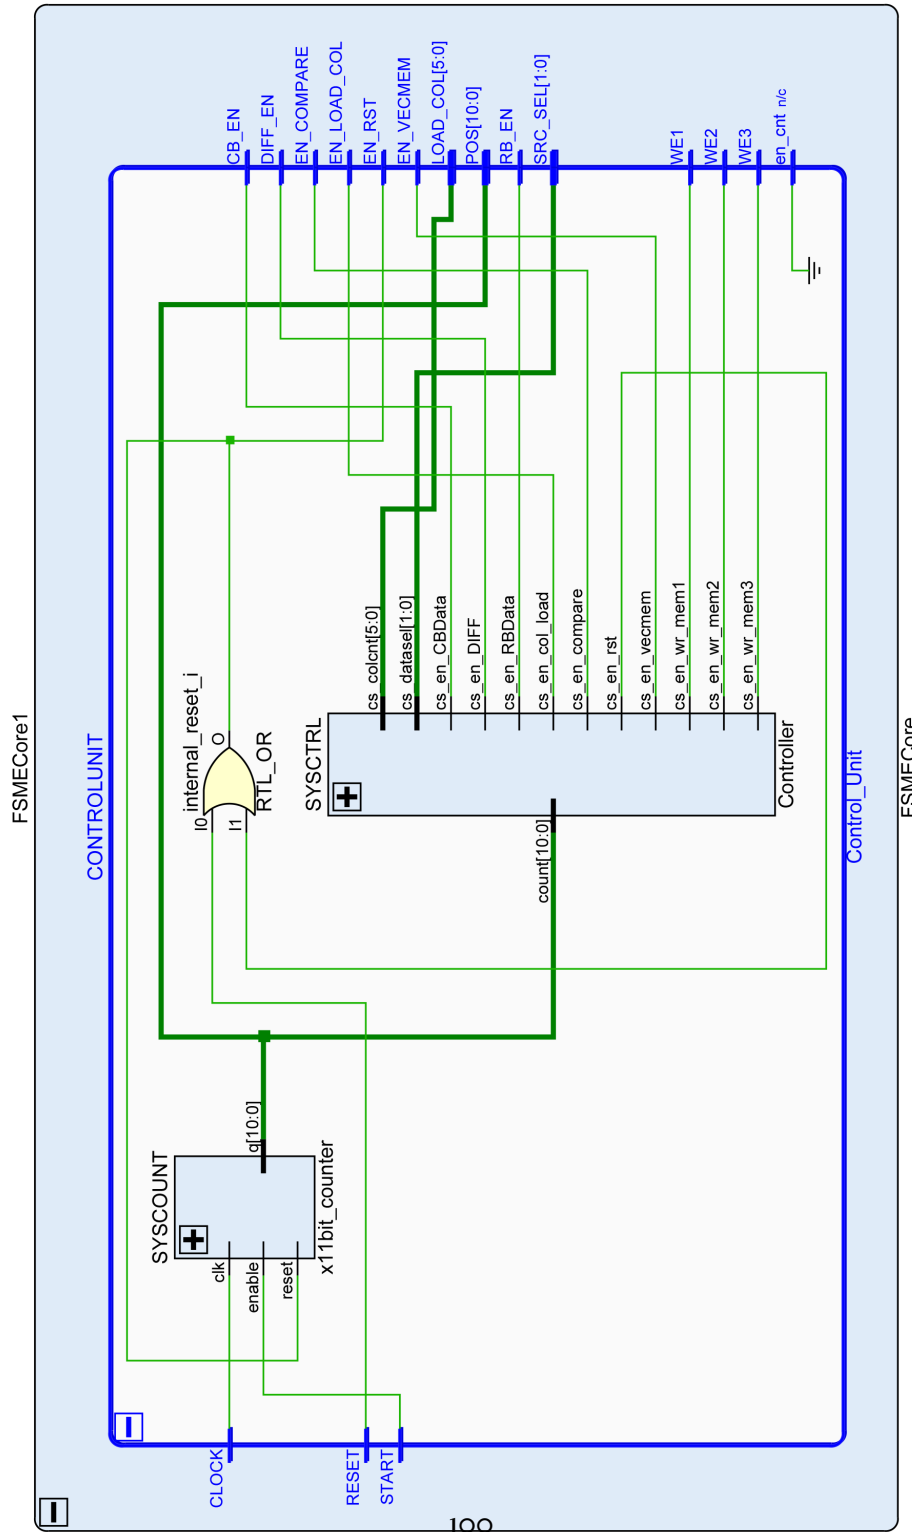 FSMECore1
CONTROLUNIT
CLOCK
RESET
START
SYSCOUNT
clk
enable
reset
q[10:0]
x11bit_counter
internal_reset_i
I0
I1
O
RTL_OR
SYSCTRL
count[10:0]
cs_colcnt[5:0]
cs_datasel[1:0]
cs_en_CBData
cs_en_DIFF
cs_en_RBData
cs_en_col_load
cs_en_compare
cs_en_rst
cs_en_vecmem
cs_en_wr_mem1
cs_en_wr_mem2
cs_en_wr_mem3
Controller
CB_EN
DIFF_EN
EN_COMPARE
EN_LOAD_COL
EN_RST
EN_VECMEM
LOAD_COL[5:0]
POS[10:0]
RB_EN
SRC_SEL[1:0]
WE1
WE2
WE3
en_cnt n/c
Control_Unit
FSMECore
100